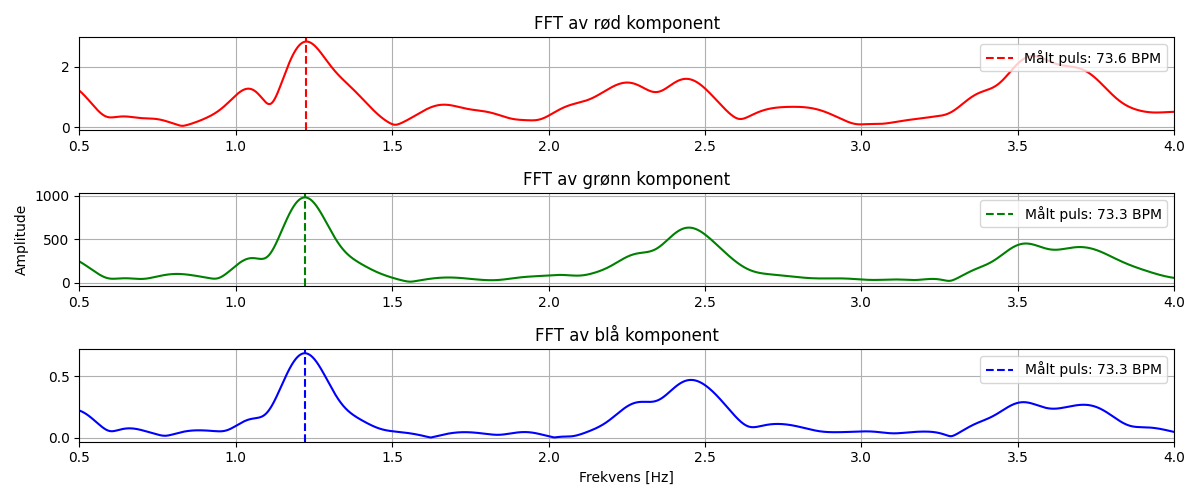 FFT av rød komponent
2
0
Målt puls: 73.6 BPM
0.5 1.0 1.5 2.0 2.5 3.0 3.5 4.0
FFT av grønn komponent
Amplitude
1000
500
0
Målt puls: 73.3 BPM
0.5 1.0 1.5 2.0 2.5 3.0 3.5 4.0
FFT av blå komponent
0.5
0.0
Målt puls: 73.3 BPM
0.5 1.0 1.5 2.0 2.5 3.0 3.5 4.0
Frekvens [Hz]